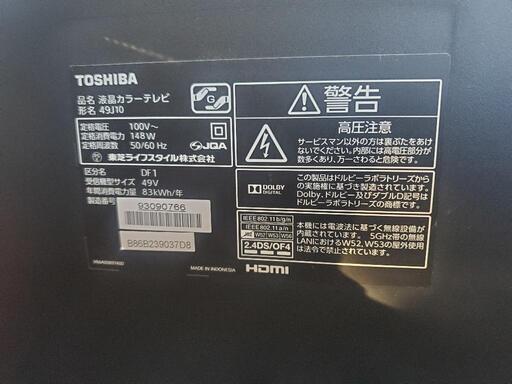 TOSHIBA
品名 液晶カラーテレビ
形名 49J10
定格電圧 100V～
定格消費電力 148W
定格周波数 50/60Hz
JQA
東芝ライフスタイル株式会社
区分名 DF1
受信機型サイズ 49V
年間消費電力量 83kWh/年
製造番号
93090766
B86B239037D8
MADE IN INDONESIA
HDMI
警告
高圧注意
サービスマン以外の方は裏ぶたをあけないでください。内部には高電圧部分が数多くあり、万一さわると危険です。
DOLBY DIGITAL
この製品はドルビーラボラトリーズからの実施権に基づき製造されています。
Dolby、ドルビー及びダブルD記号はドルビーラボラトリーズの商標です。
IEEE802.11b/g/n
IEEE802.11a/n
W52 W53 W56
2.4DS/OF4
本機には電波法に基づく無線設備が内蔵されています。5GHz帯の無線LANにおけるW52, W53の屋外使用は法令で禁止されています。